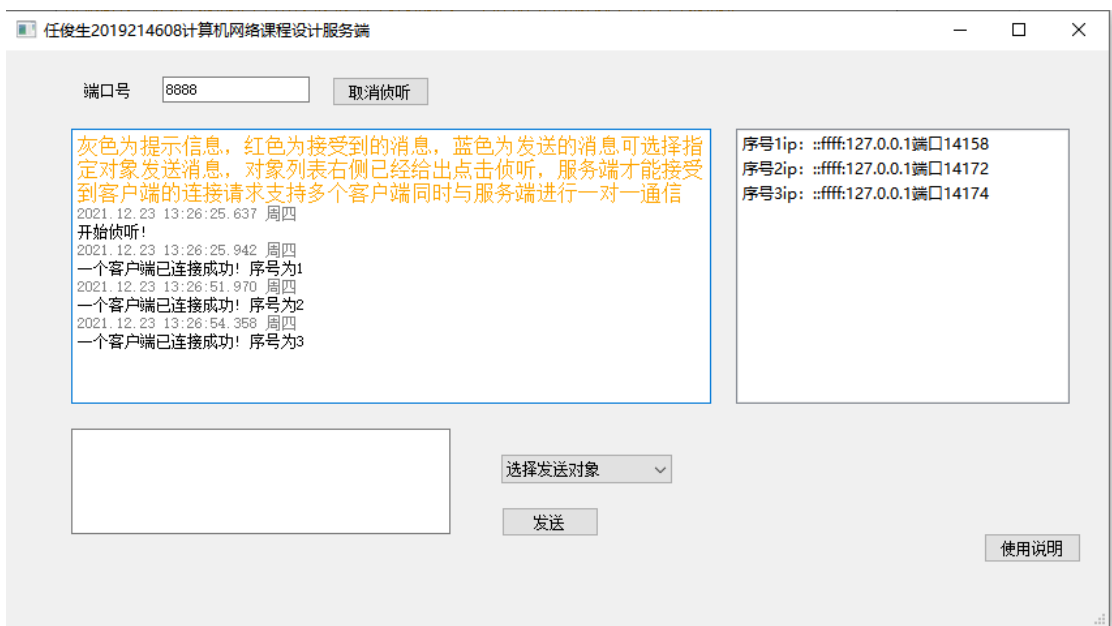 任俊生2019214608计算机网络课程设计服务端
端口号 8888 取消侦听
灰色为提示信息，红色为接受到的消息，蓝色为发送的消息可选择指
定对象发送消息，对象列表右侧已经给出点击侦听，服务端才能接受
到客户端的连接请求支持多个客户端同时与服务端进行一对一通信
2021.12.23 13:26:25.637 周四
开始侦听!
2021.12.23 13:26:25.942 周四
一个客户端已连接成功! 序号为1
2021.12.23 13:26:51.970 周四
一个客户端已连接成功! 序号为2
2021.12.23 13:26:54.358 周四
一个客户端已连接成功! 序号为3
序号1ip：::ffff:127.0.0.1端口14158
序号2ip：::ffff:127.0.0.1端口14172
序号3ip：::ffff:127.0.0.1端口14174
选择发送对象
发送
使用说明